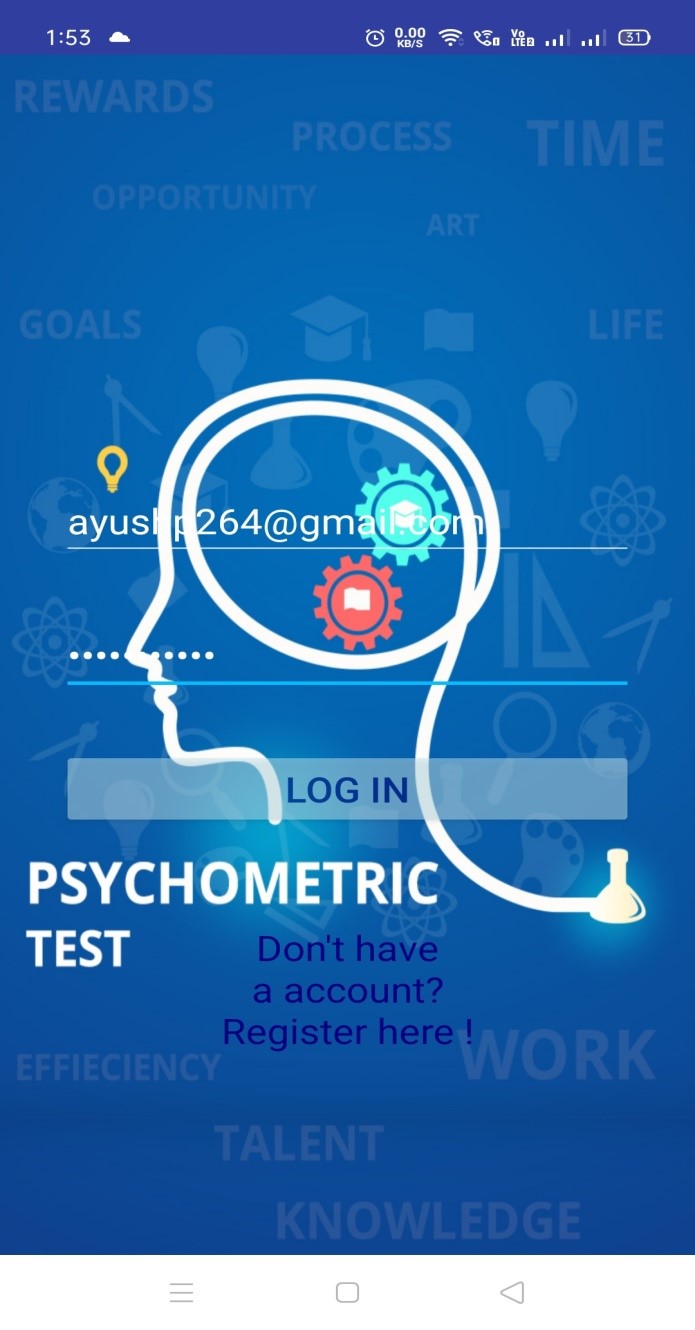 1:53
0.00
KB/S
Vo
LTE2
31
REWARDS
PROCESS
TIME
OPPORTUNITY
ART
GOALS
LIFE
ayushp264@gmail.com
•••••••••••
LOG IN
PSYCHOMETRIC
TEST
Don't have
a account?
Register here !
WORK
EFFIECIENCY
TALENT
KNOWLEDGE